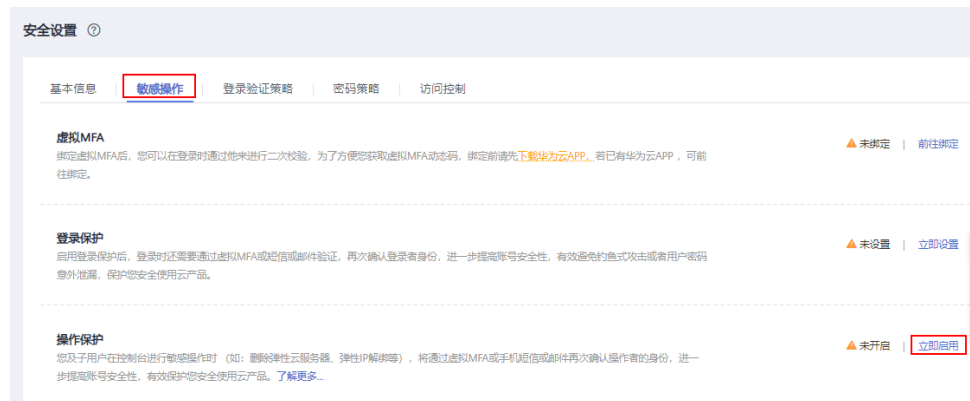 安全设置 ?
基本信息 敏感操作 登录验证策略 密码策略 访问控制
虚拟MFA
绑定虚拟MFA后，您可以在登录时通过他来进行二次校验，为了方便您获取虚拟MFA动态码，绑定前请先下载华为云APP，若已有华为云APP ，可前
往绑定。
未绑定 | 前往绑定
登录保护
启用登录保护后，登录时还需要通过虚拟MFA或短信或邮件验证，再次确认登录者身份，进一步提高账号安全性，有效避免钓鱼式攻击或者用户密码
意外泄漏，保护您安全使用云产品。
未设置 | 立即设置
操作保护
您及子用户在控制台进行敏感操作时 （如：删除弹性云服务器、弹性IP解绑等），将通过虚拟MFA或手机短信或邮件再次确认操作者的身份，进一
步提高账号安全性，有效保护您安全使用云产品。了解更多...
未开启 | 立即启用